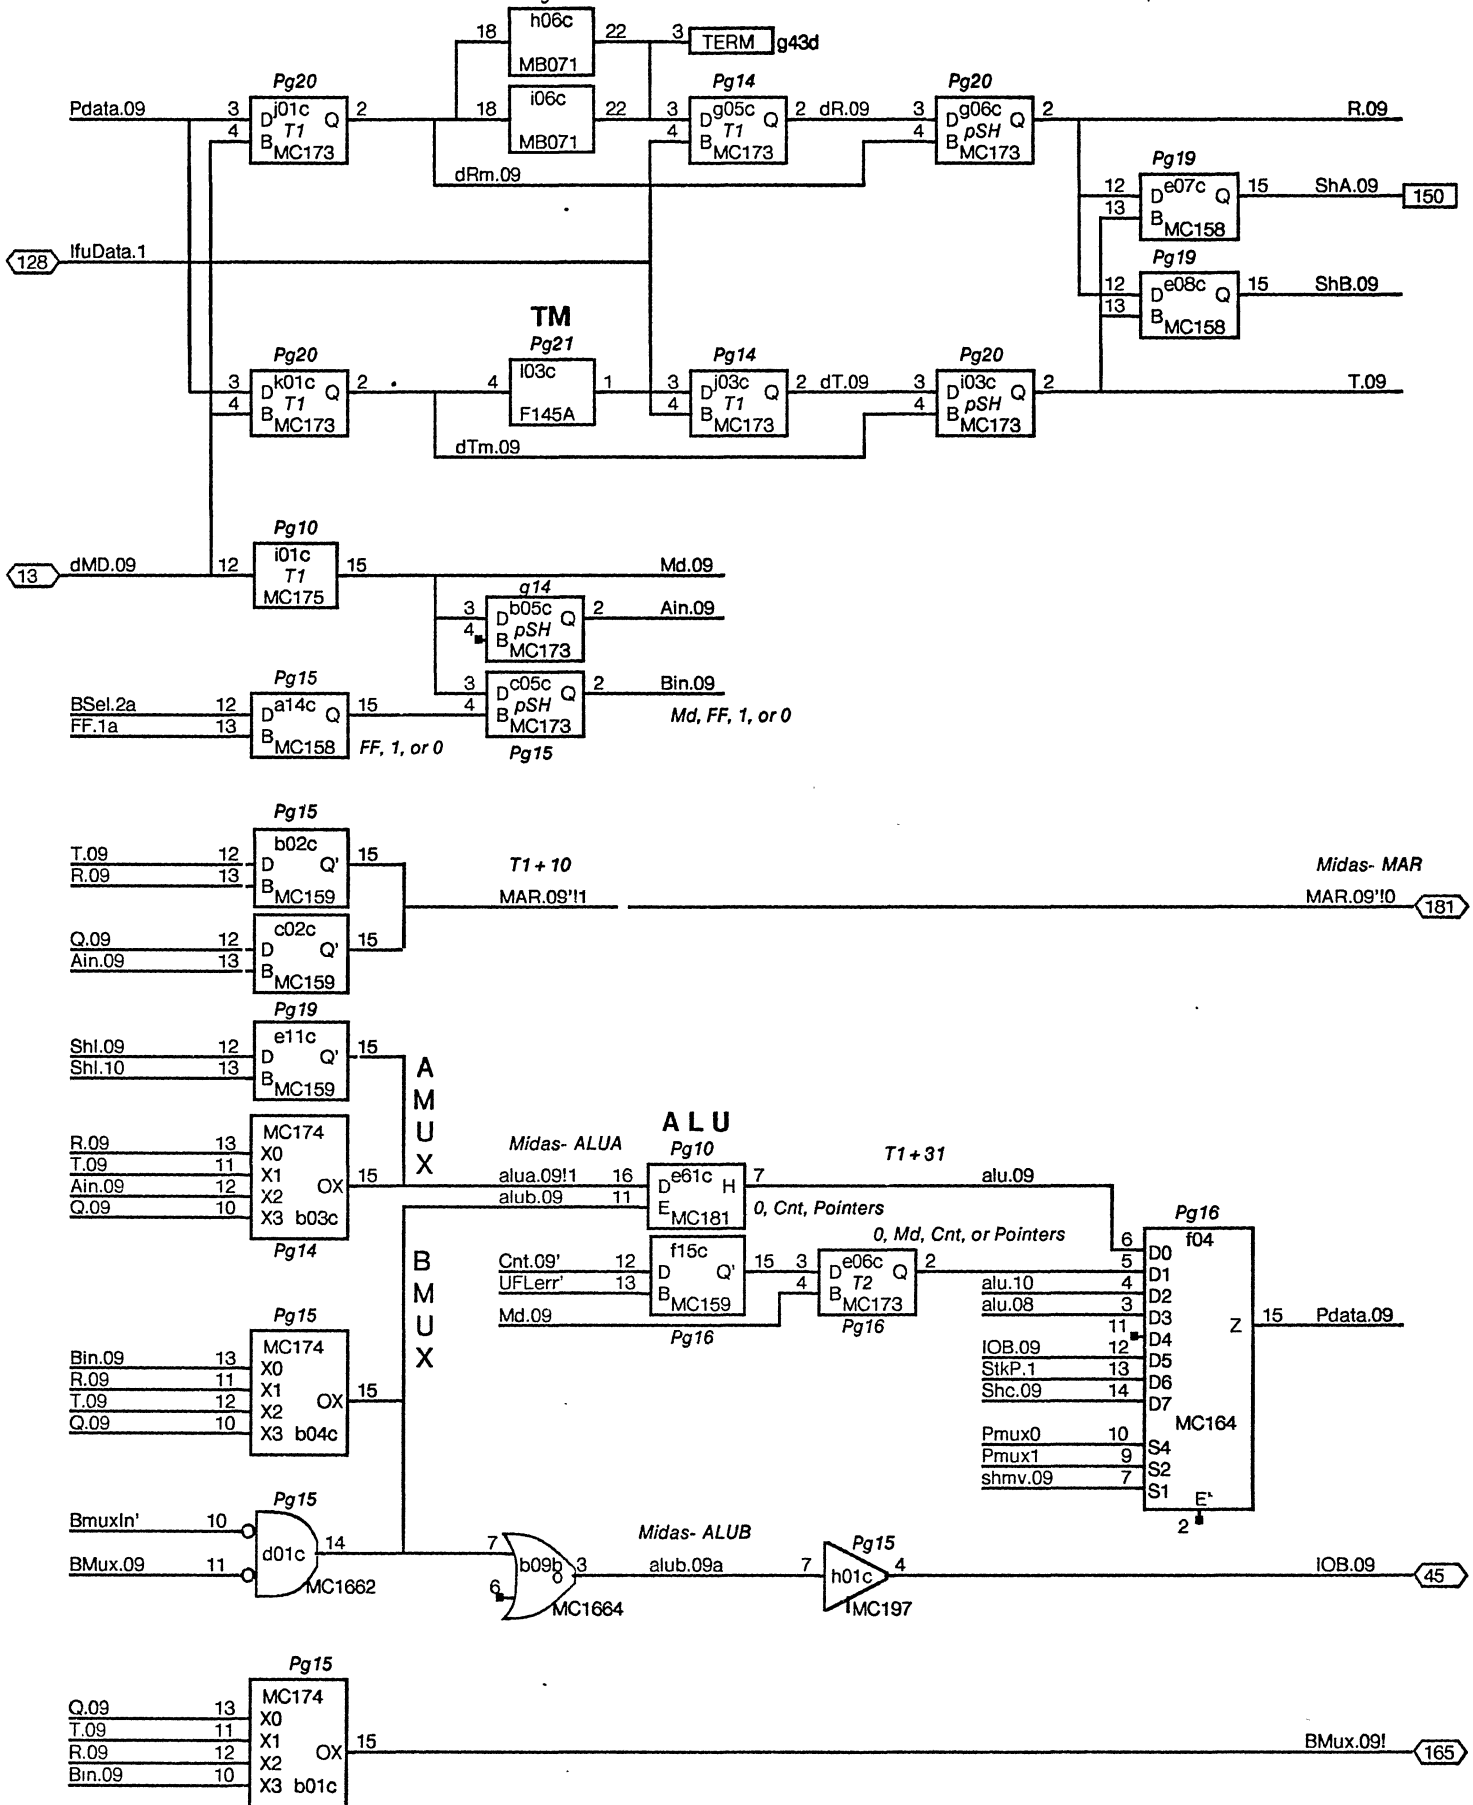 h06c
18 22 3 TERM g43d
MB071
Pg20 Pg14 Pg20
Pdata.09 3 D j01c Q 2 18 i06c 22 3 D g05c Q 2 dR.09 3 D g06c Q 2 R.09
4 B T1 4 B T1 4 B pSH
MC173 MB071 MC173 MC173
dRm.09
Pg19
12 D e07c Q 15 ShA.09 150
13 B MC158
128 IfuData.1
Pg19
12 D e08c Q 15 ShB.09
13 B MC158
TM
Pg20 Pg21 Pg14 Pg20
3 D k01c Q 2 4 l03c 1 3 D j03c Q 2 dT.09 3 D i03c Q 2 T.09
4 B T1 4 B T1 4 B pSH
MC173 F145A MC173 MC173
dTm.09
Pg10
13 dMD.09 12 i01c 15 Md.09
T1
MC175
g14
3 D b05c Q 2 Ain.09
4 B pSH
MC173
Pg15
3 D c05c Q 2 Bin.09
BSel.2a 12 D a14c Q 15 4 B pSH
FF.1a 13 B MC158 MC173
FF, 1, or 0 Md, FF, 1, or 0
Pg15
Pg15
b02c
T.09 12 D Q' 15
R.09 13 B MC159
T1 + 10 Midas- MAR
MAR.09'!1 MAR.09'!0 181
c02c
Q.09 12 D Q' 15
Ain.09 13 B MC159
Pg19
e11c
Shl.09 12 D Q' 15
Shl.10 13 B MC159
A
M
U
X
MC174
R.09 13 X0
T.09 11 X1
Ain.09 12 X2 OX 15
Q.09 10 X3 b03c
Pg14
ALU
Midas- ALUA Pg10 T1 + 31
alua.09!1 16 D e61c H 7 alu.09
alub.09 11 E MC181 0, Cnt, Pointers
0, Md, Cnt, or Pointers
B
M
U
X
Cnt.09' 12 D f15c Q' 15 3 D e06c Q 2
UFLerr' 13 B MC159 4 B T2 MC173
Md.09
Pg16 Pg16
Pg16
f04
6 D0
5 D1
alu.10 4 D2
alu.08 3 D3
11 D4
IOB.09 12 D5
StkP.1 13 D6
Shc.09 14 D7
Z 15 Pdata.09
MC164
Pmux0 10 S4
Pmux1 9 S2
shmv.09 7 S1
E'
2
Pg15
MC174
Bin.09 13 X0
R.09 11 X1
T.09 12 X2 OX 15
Q.09 10 X3 b04c
Pg15
BmuxIn' 10 d01c 14
BMux.09 11 MC1662
Midas- ALUB Pg15
7 b09b 3 alub.09a 7 h01c 4 IOB.09 45
6 o MC1664 MC197
Pg15
MC174
Q.09 13 X0
T.09 11 X1
R.09 12 X2 OX 15 BMux.09! 165
Bin.09 10 X3 b01c